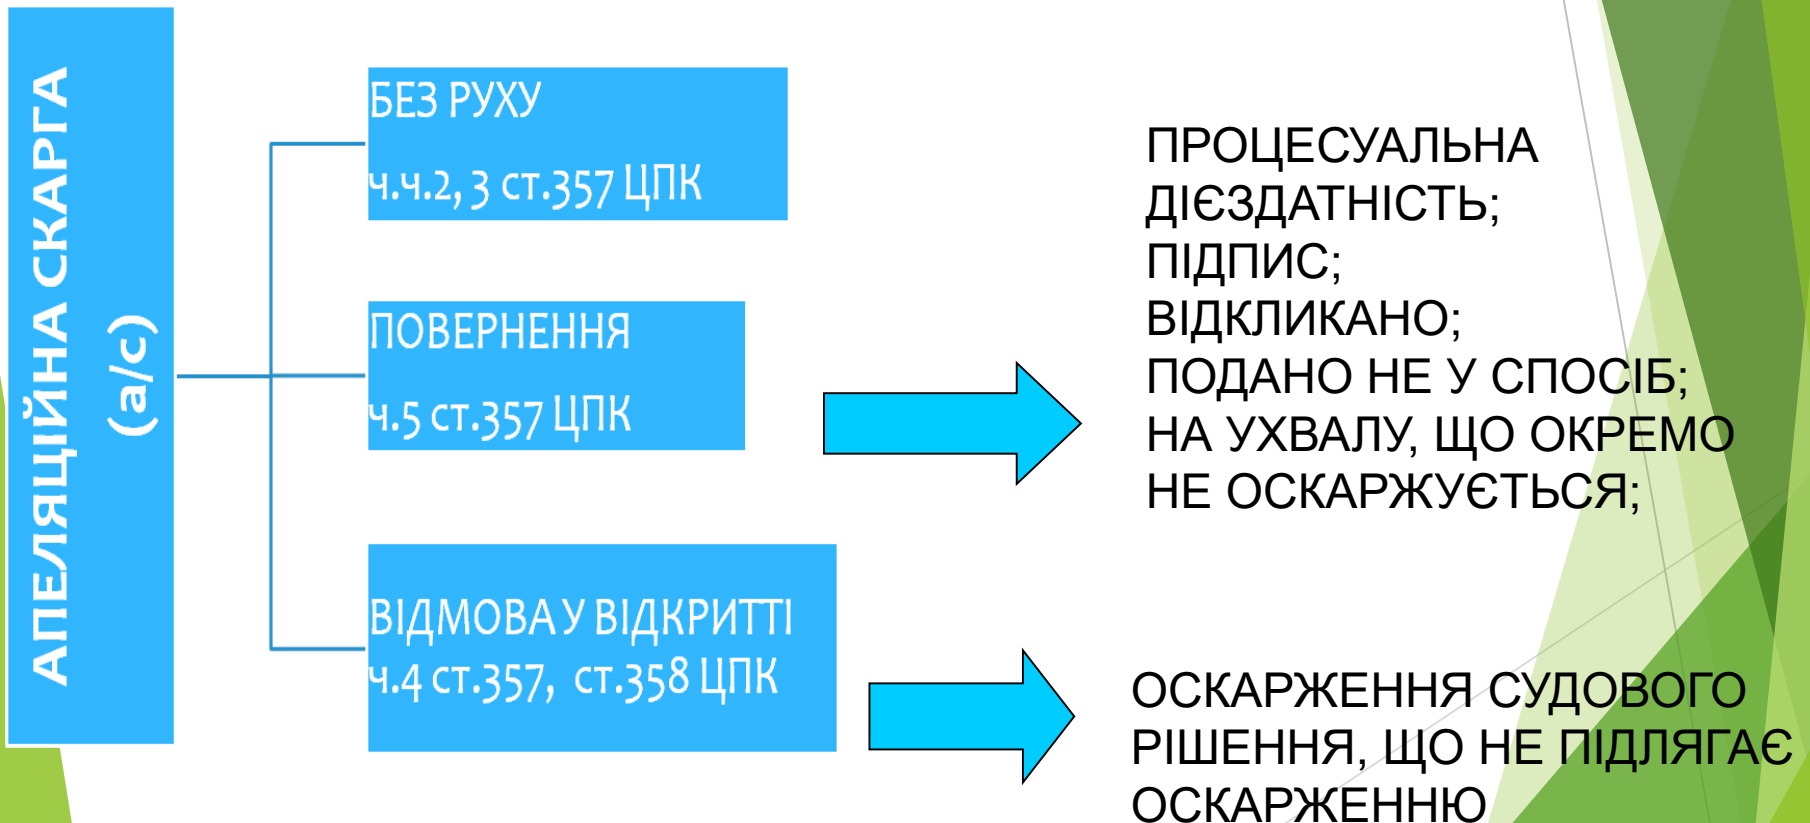 АПЕЛЯЦІЙНА СКАРГА
(а/с)
БЕЗ РУХУ
ч.ч.2, 3 ст.357 ЦПК
ПОВЕРНЕННЯ
ч.5 ст.357 ЦПК
ВІДМОВА У ВІДКРИТТІ
ч.4 ст.357, ст.358 ЦПК
ПРОЦЕСУАЛЬНА
ДІЄЗДАТНІСТЬ;
ПІДПИС;
ВІДКЛИКАНО;
ПОДАНО НЕ У СПОСІБ;
НА УХВАЛУ, ЩО ОКРЕМО
НЕ ОСКАРЖУЄТЬСЯ;
ОСКАРЖЕННЯ СУДОВОГО
РІШЕННЯ, ЩО НЕ ПІДЛЯГАЄ
ОСКАРЖЕННЮ